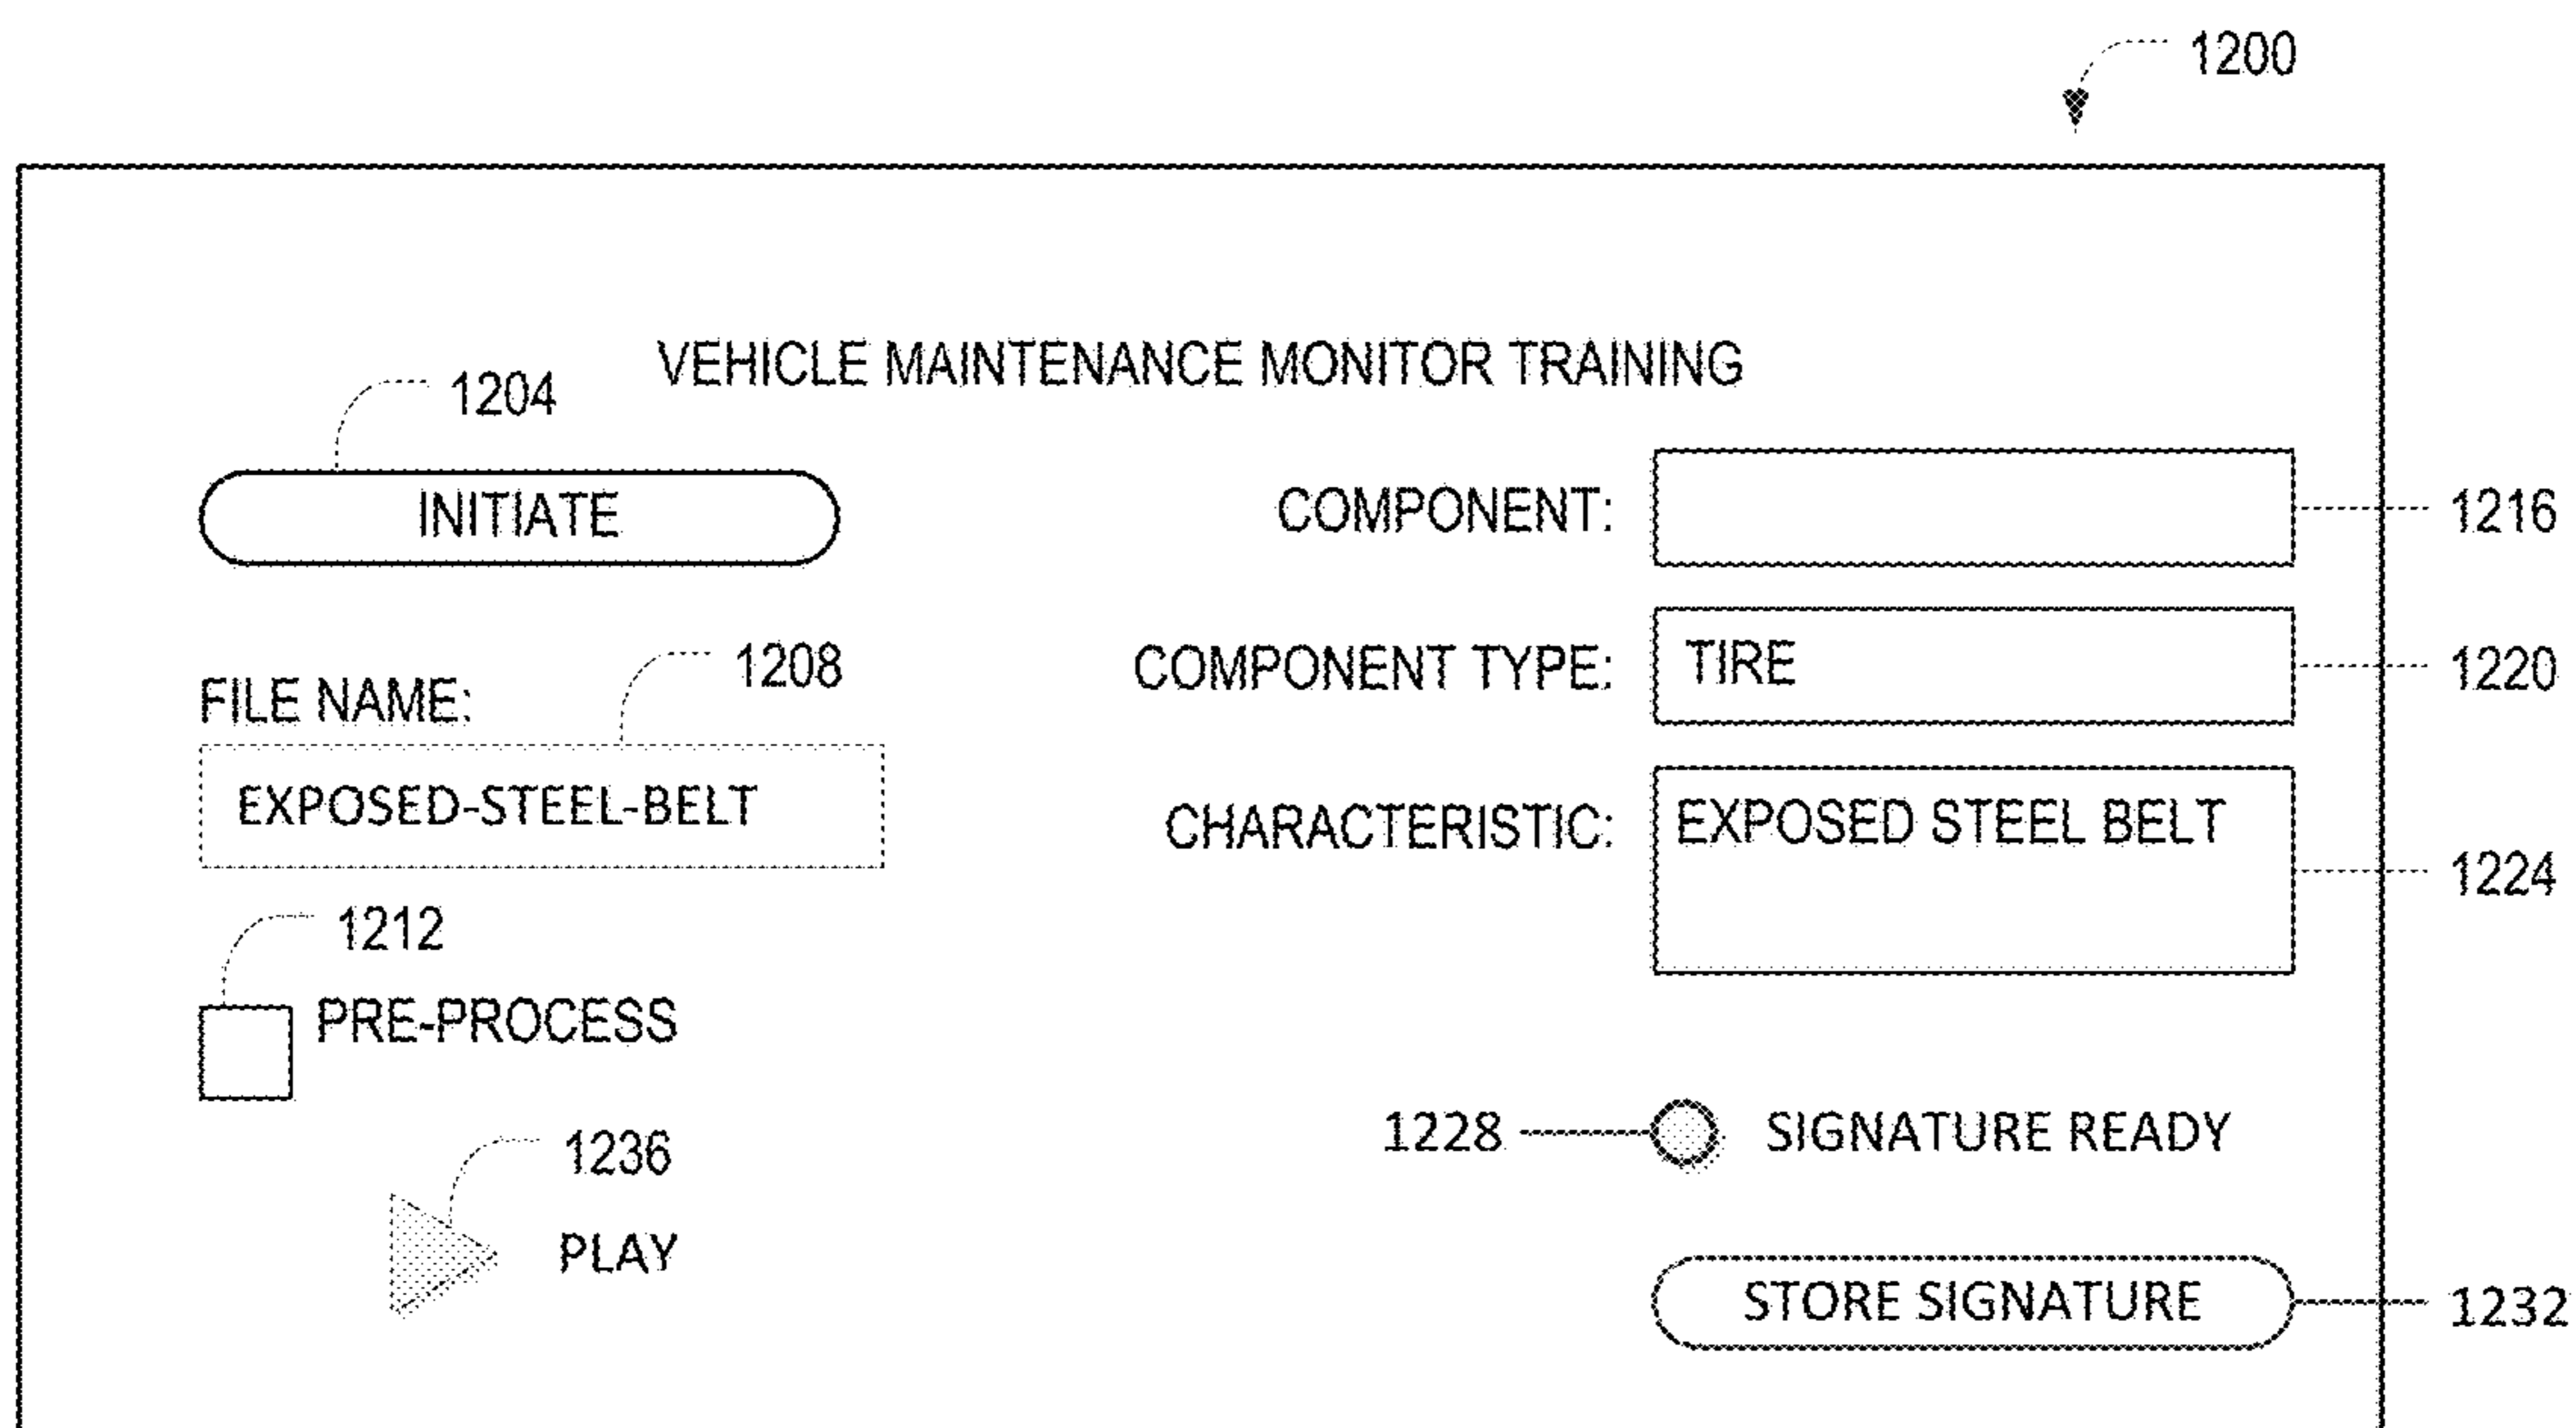 1200
VEHICLE MAINTENANCE MONITOR TRAINING
1204
INITIATE
FILE NAME:
1208
EXPOSED-STEEL-BELT
1212
PRE-PROCESS
1236
PLAY
COMPONENT:
1216
COMPONENT TYPE: TIRE
1220
CHARACTERISTIC: EXPOSED STEEL BELT
1224
1228
SIGNATURE READY
STORE SIGNATURE
1232